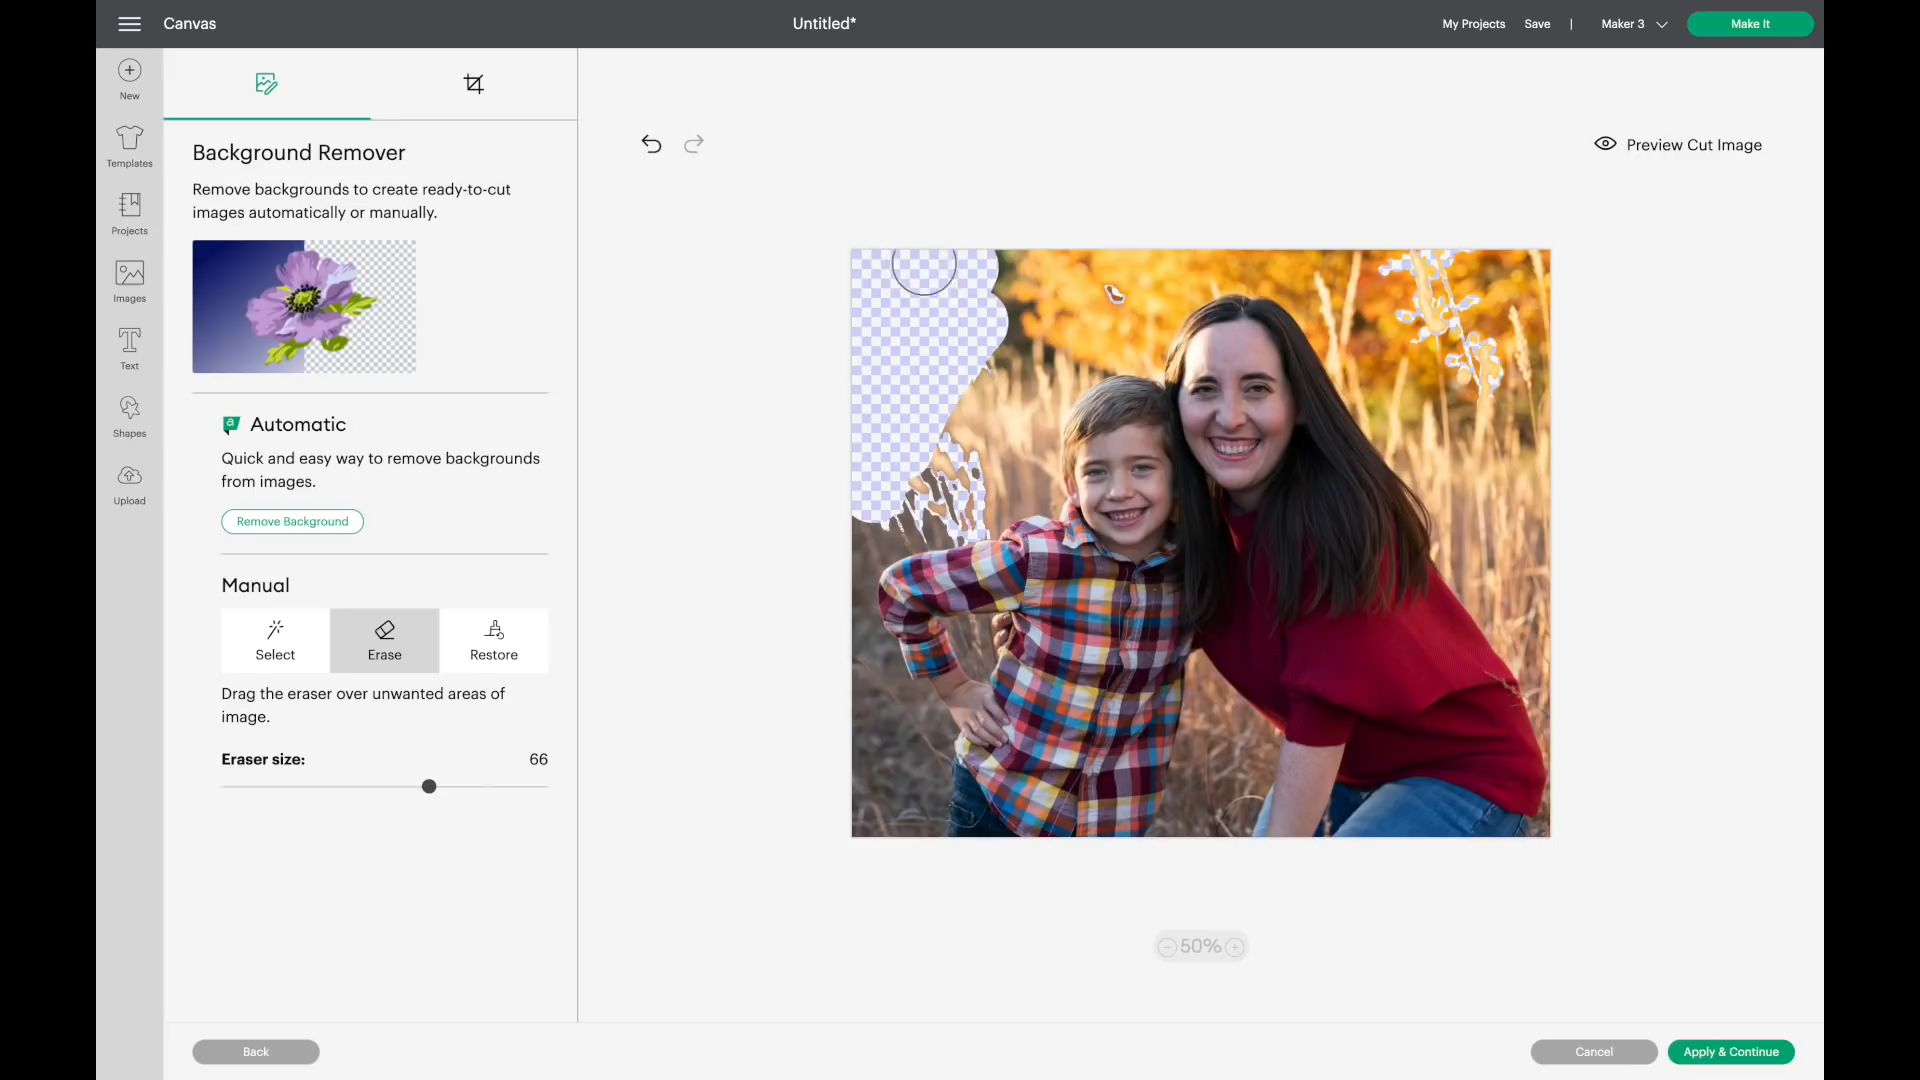 Canvas
Untitled*
My Projects Save | Maker 3 Make It
New
Templates
Projects
Images
Text
Shapes
Upload
Background Remover
Remove backgrounds to create ready-to-cut
images automatically or manually.
a Automatic
Quick and easy way to remove backgrounds
from images.
Remove Background
Manual
Select Erase Restore
Drag the eraser over unwanted areas of
image.
Eraser size: 66
Preview Cut Image
50%
Back
Cancel Apply & Continue